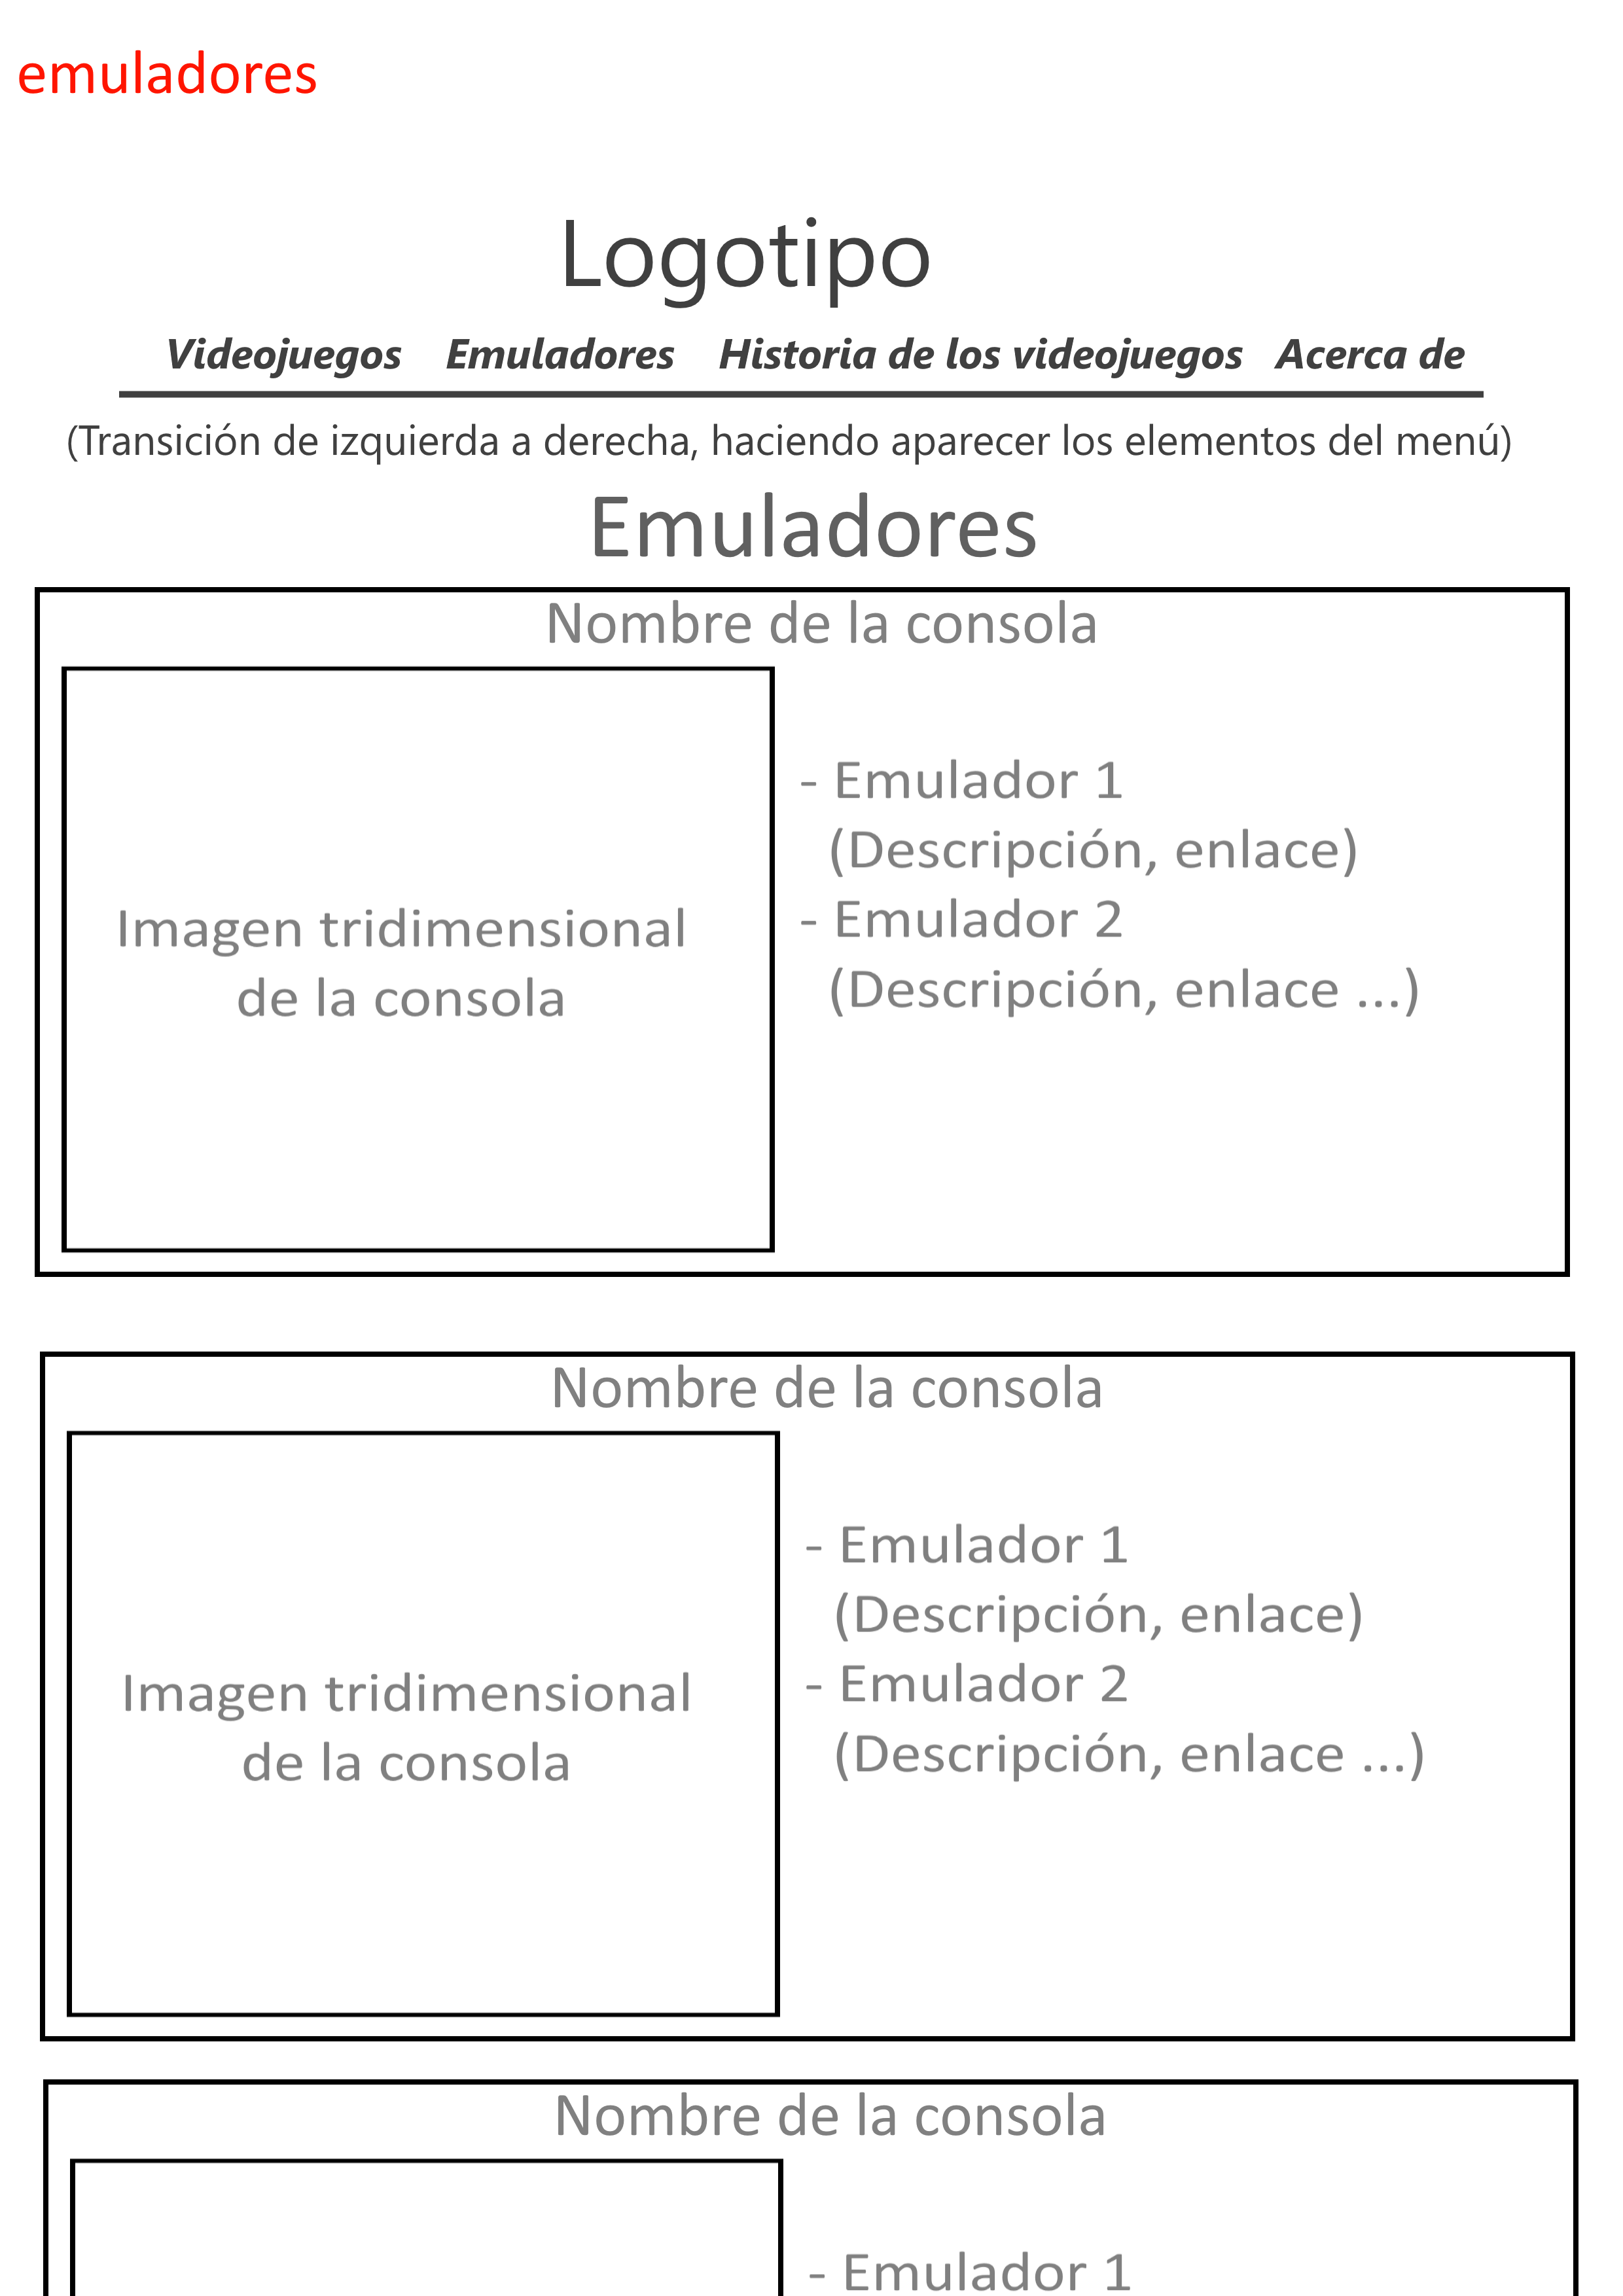 emuladores
Logotipo
Videojuegos Emuladores Historia de los videojuegos Acerca de
(Transición de izquierda a derecha, haciendo aparecer los elementos del menú)
Emuladores
Nombre de la consola
Imagen tridimensional
de la consola
- Emulador 1
(Descripción, enlace)
- Emulador 2
(Descripción, enlace ...)
Nombre de la consola
Imagen tridimensional
de la consola
- Emulador 1
(Descripción, enlace)
- Emulador 2
(Descripción, enlace ...)
Nombre de la consola
- Emulador 1